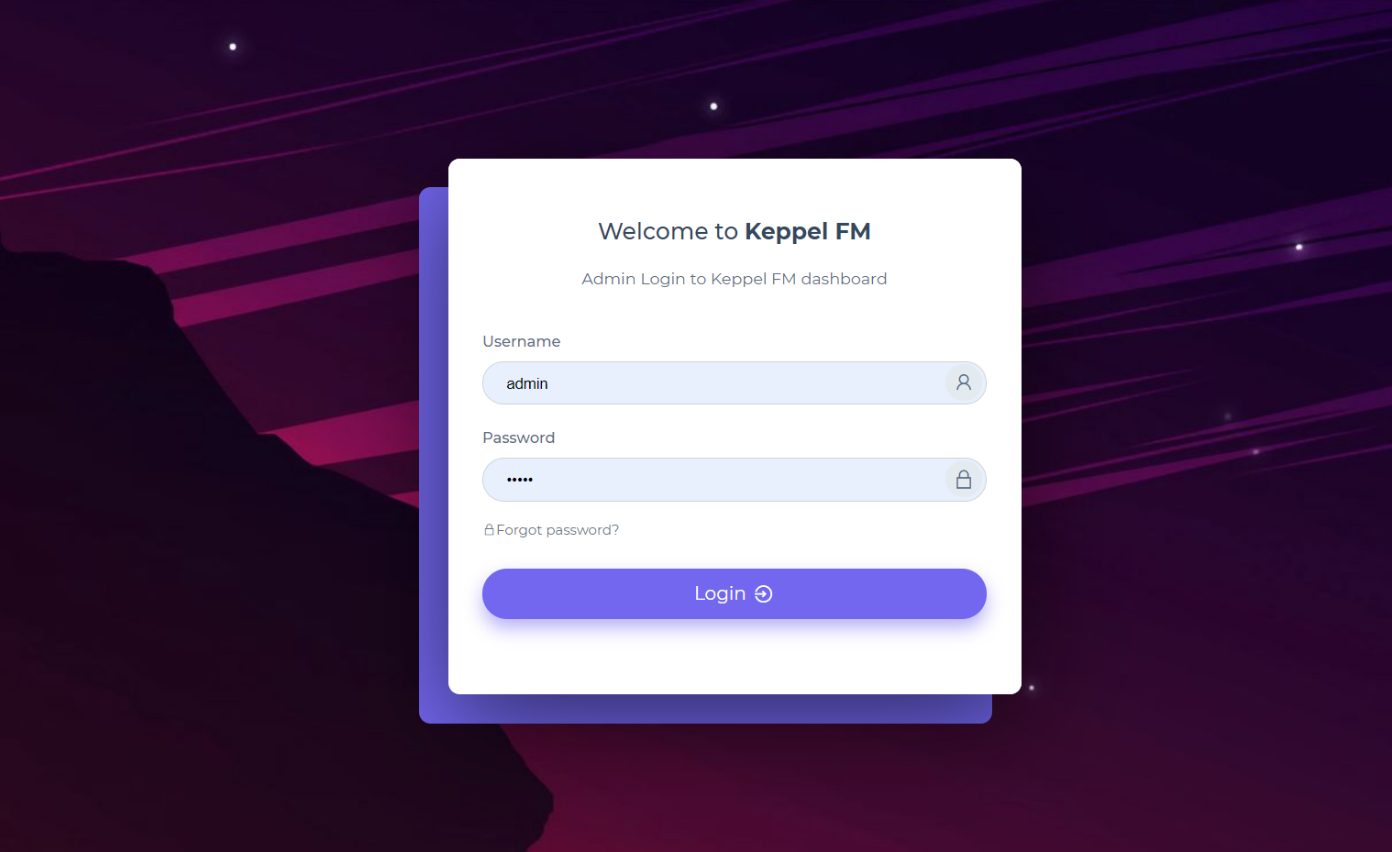 Welcome to Keppel FM
Admin Login to Keppel FM dashboard
Username
admin
Password
•••••
Forgot password?
Login